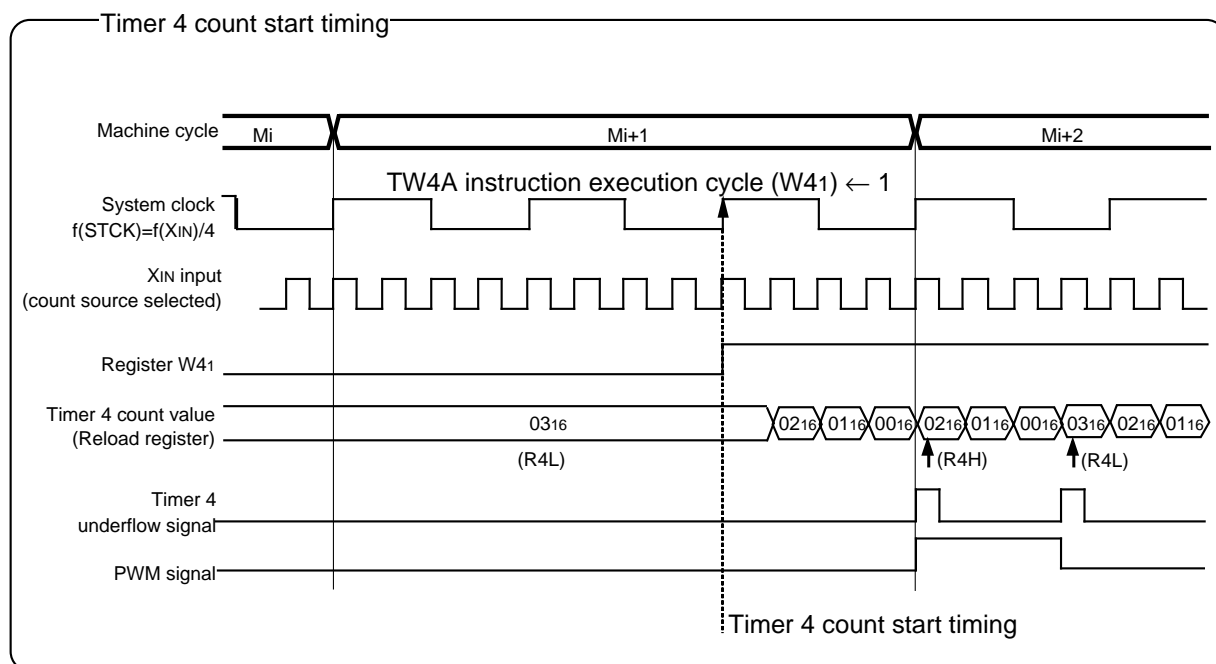 Timer 4 count start timing
Machine cycle Mi Mi+1 Mi+2
TW4A instruction execution cycle (W41) ← 1
System clock
f(STCK)=f(XIN)/4
XIN input
(count source selected)
Register W41
Timer 4 count value
(Reload register)
0316 0216 0116 0016 0216 0116 0016 0316 0216 0116
(R4L) (R4H) (R4L)
Timer 4
underflow signal
PWM signal
Timer 4 count start timing